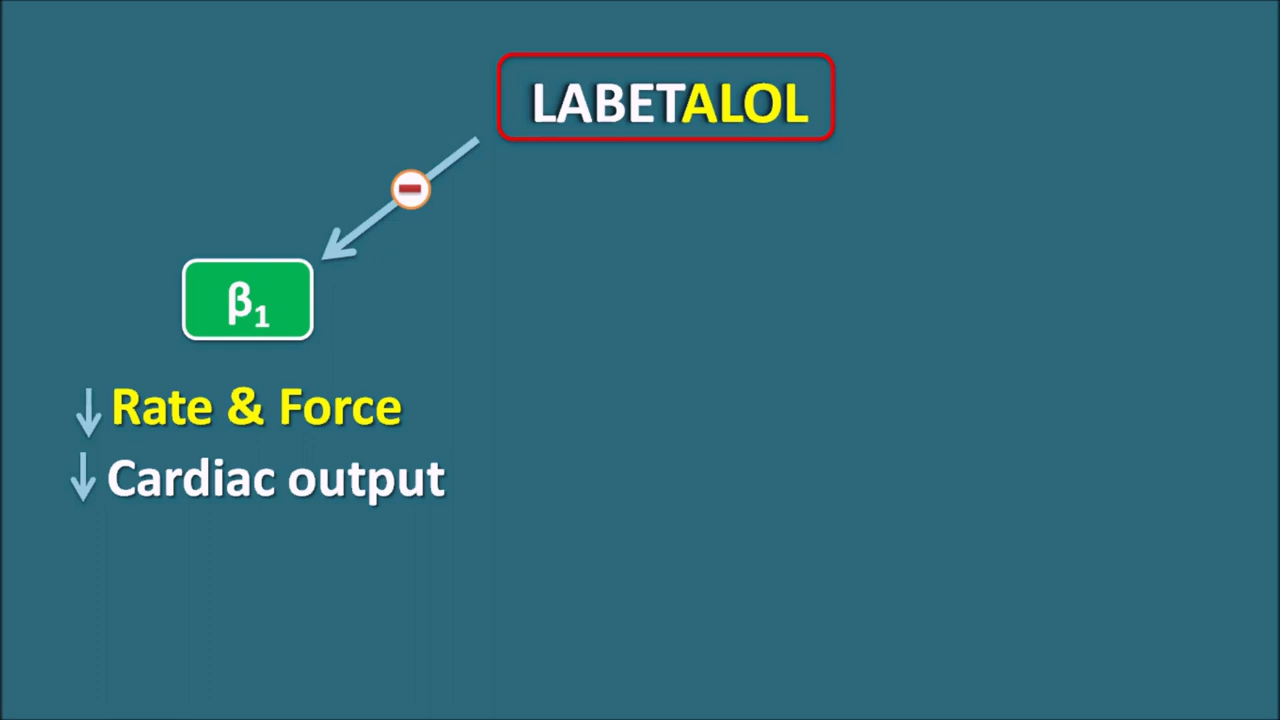 LABETALOL
β₁
↓ Rate & Force
↓ Cardiac output